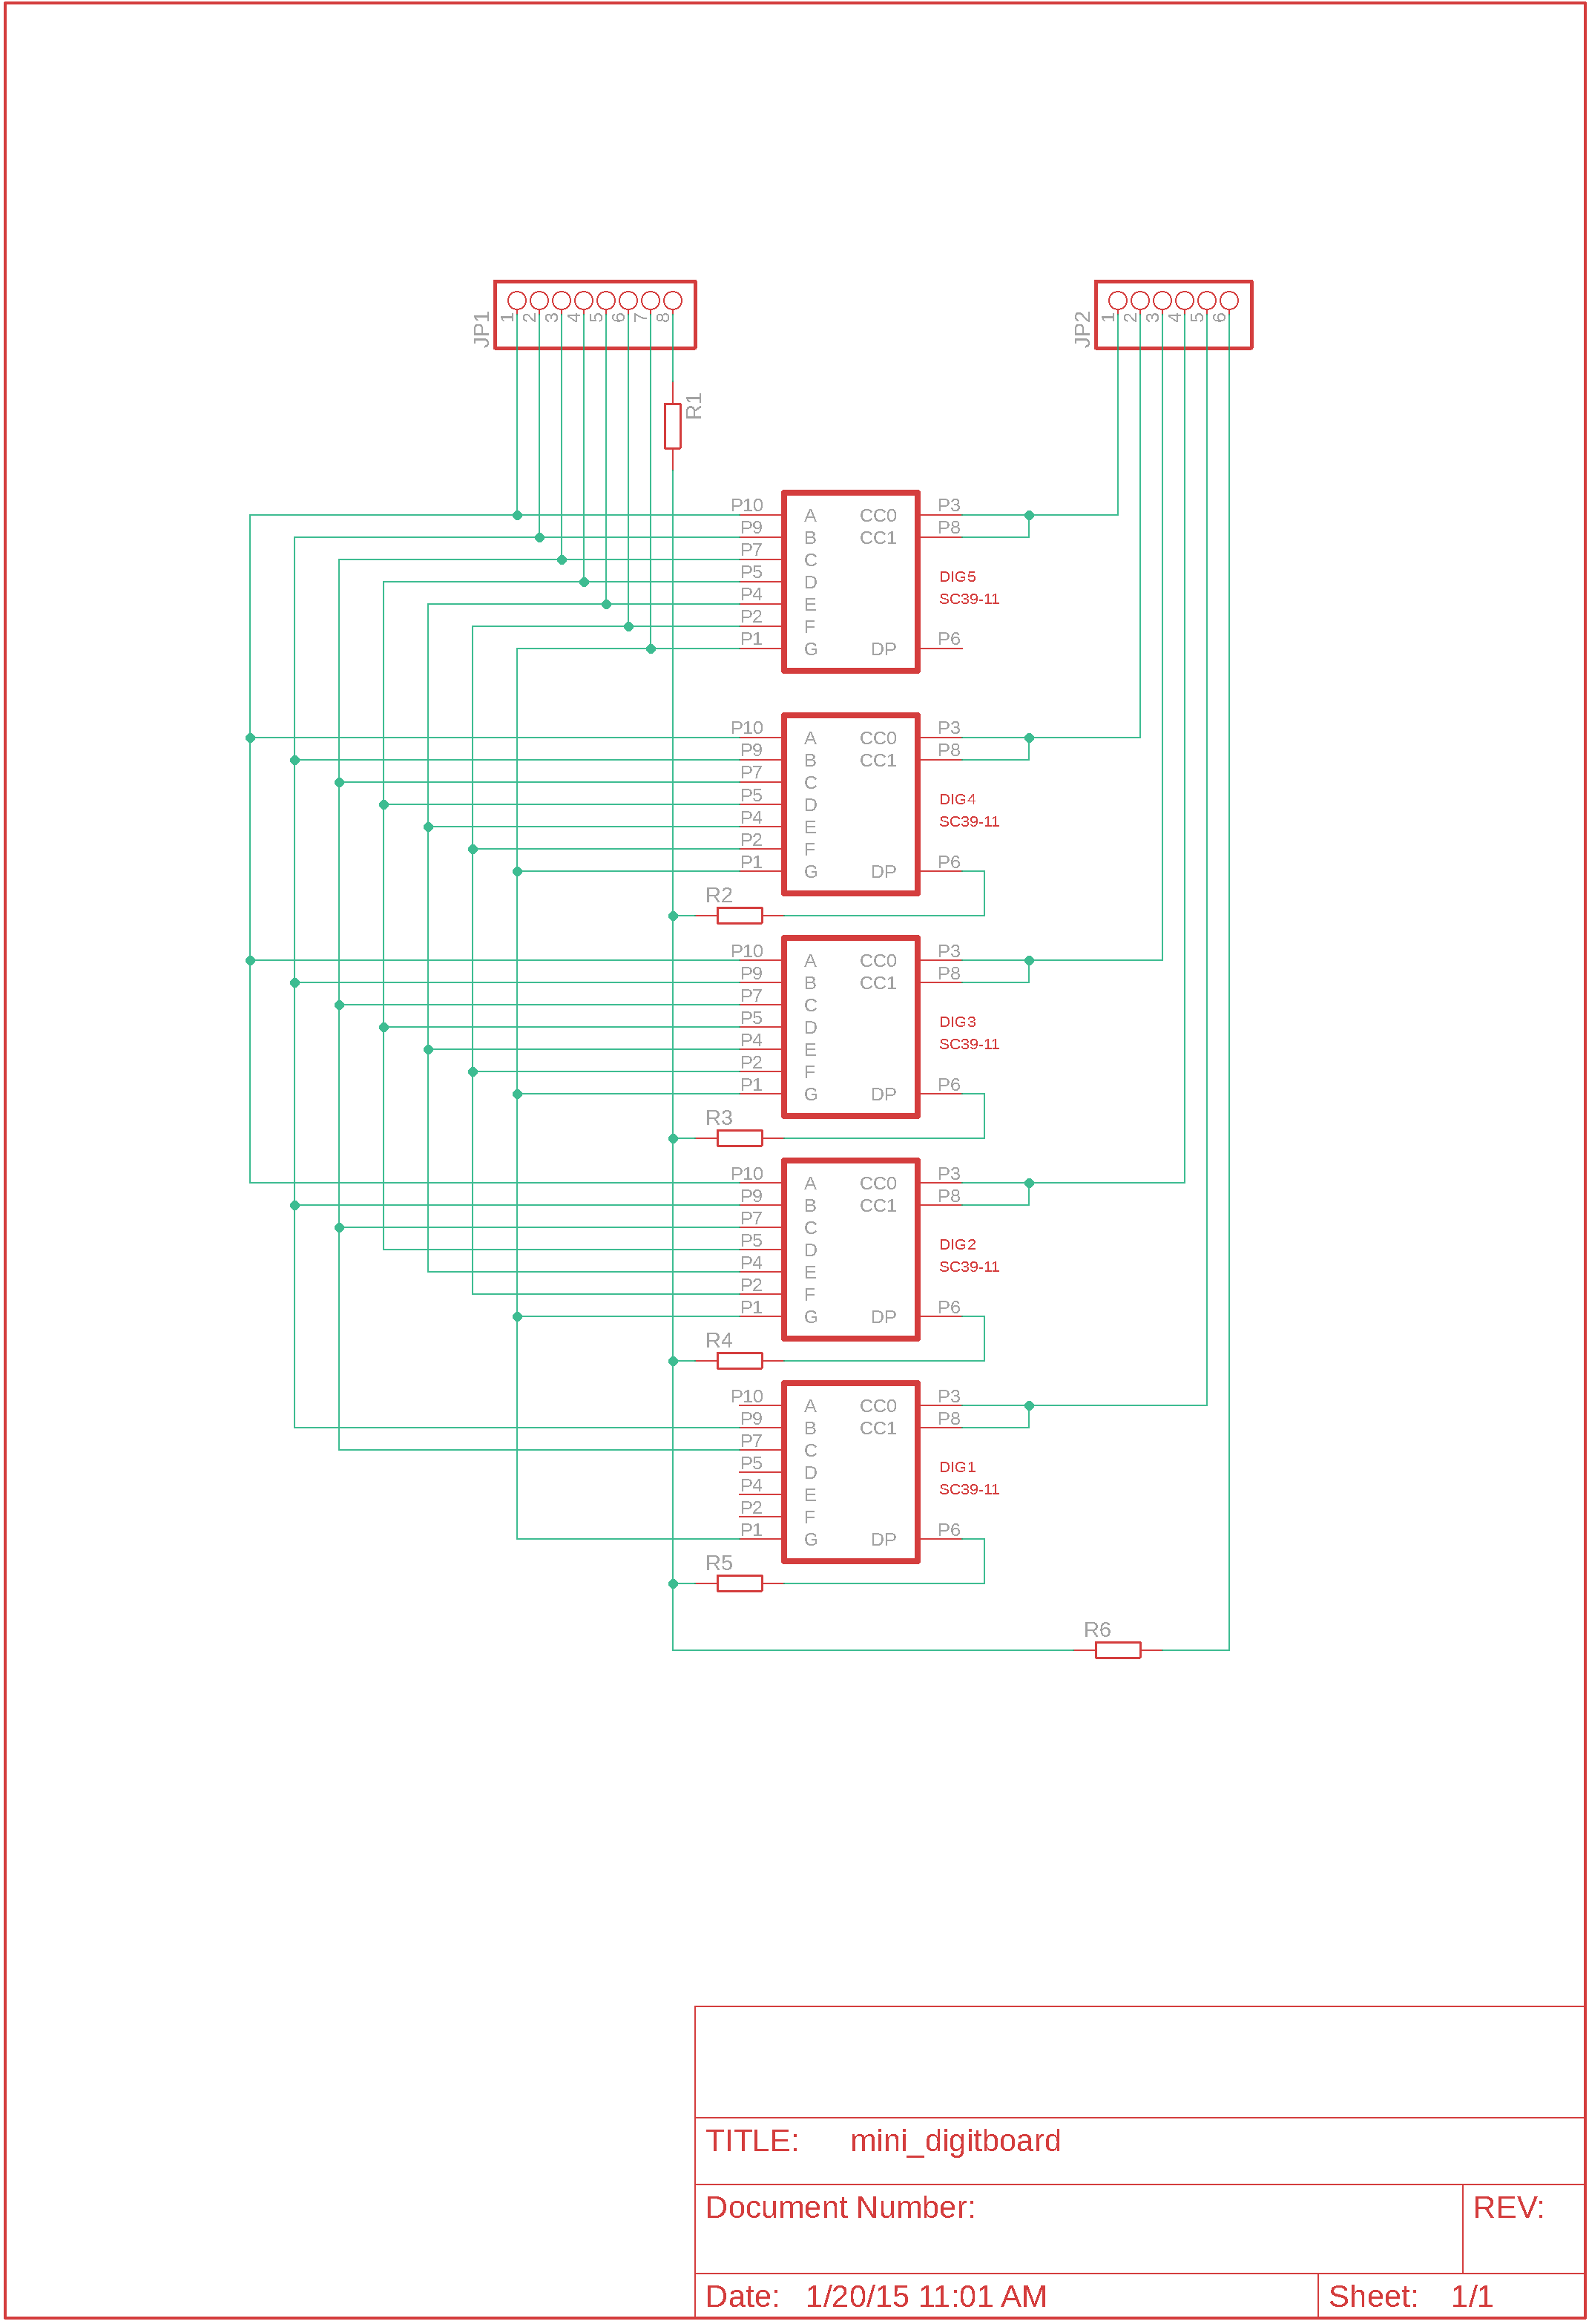 JP1
1 2 3 4 5 6 7 8
JP2
1 2 3 4 5 6
R1
P10 A CC0 P3
P9 B CC1 P8
P7 C
P5 D DIG5
P4 E SC39-11
P2 F
P1 G DP P6
P10 A CC0 P3
P9 B CC1 P8
P7 C
P5 D DIG4
P4 E SC39-11
P2 F
P1 G DP P6
R2
P10 A CC0 P3
P9 B CC1 P8
P7 C
P5 D DIG3
P4 E SC39-11
P2 F
P1 G DP P6
R3
P10 A CC0 P3
P9 B CC1 P8
P7 C
P5 D DIG2
P4 E SC39-11
P2 F
P1 G DP P6
R4
P10 A CC0 P3
P9 B CC1 P8
P7 C
P5 D DIG1
P4 E SC39-11
P2 F
P1 G DP P6
R5
R6
TITLE: mini_digitboard
Document Number: REV:
Date: 1/20/15 11:01 AM Sheet: 1/1